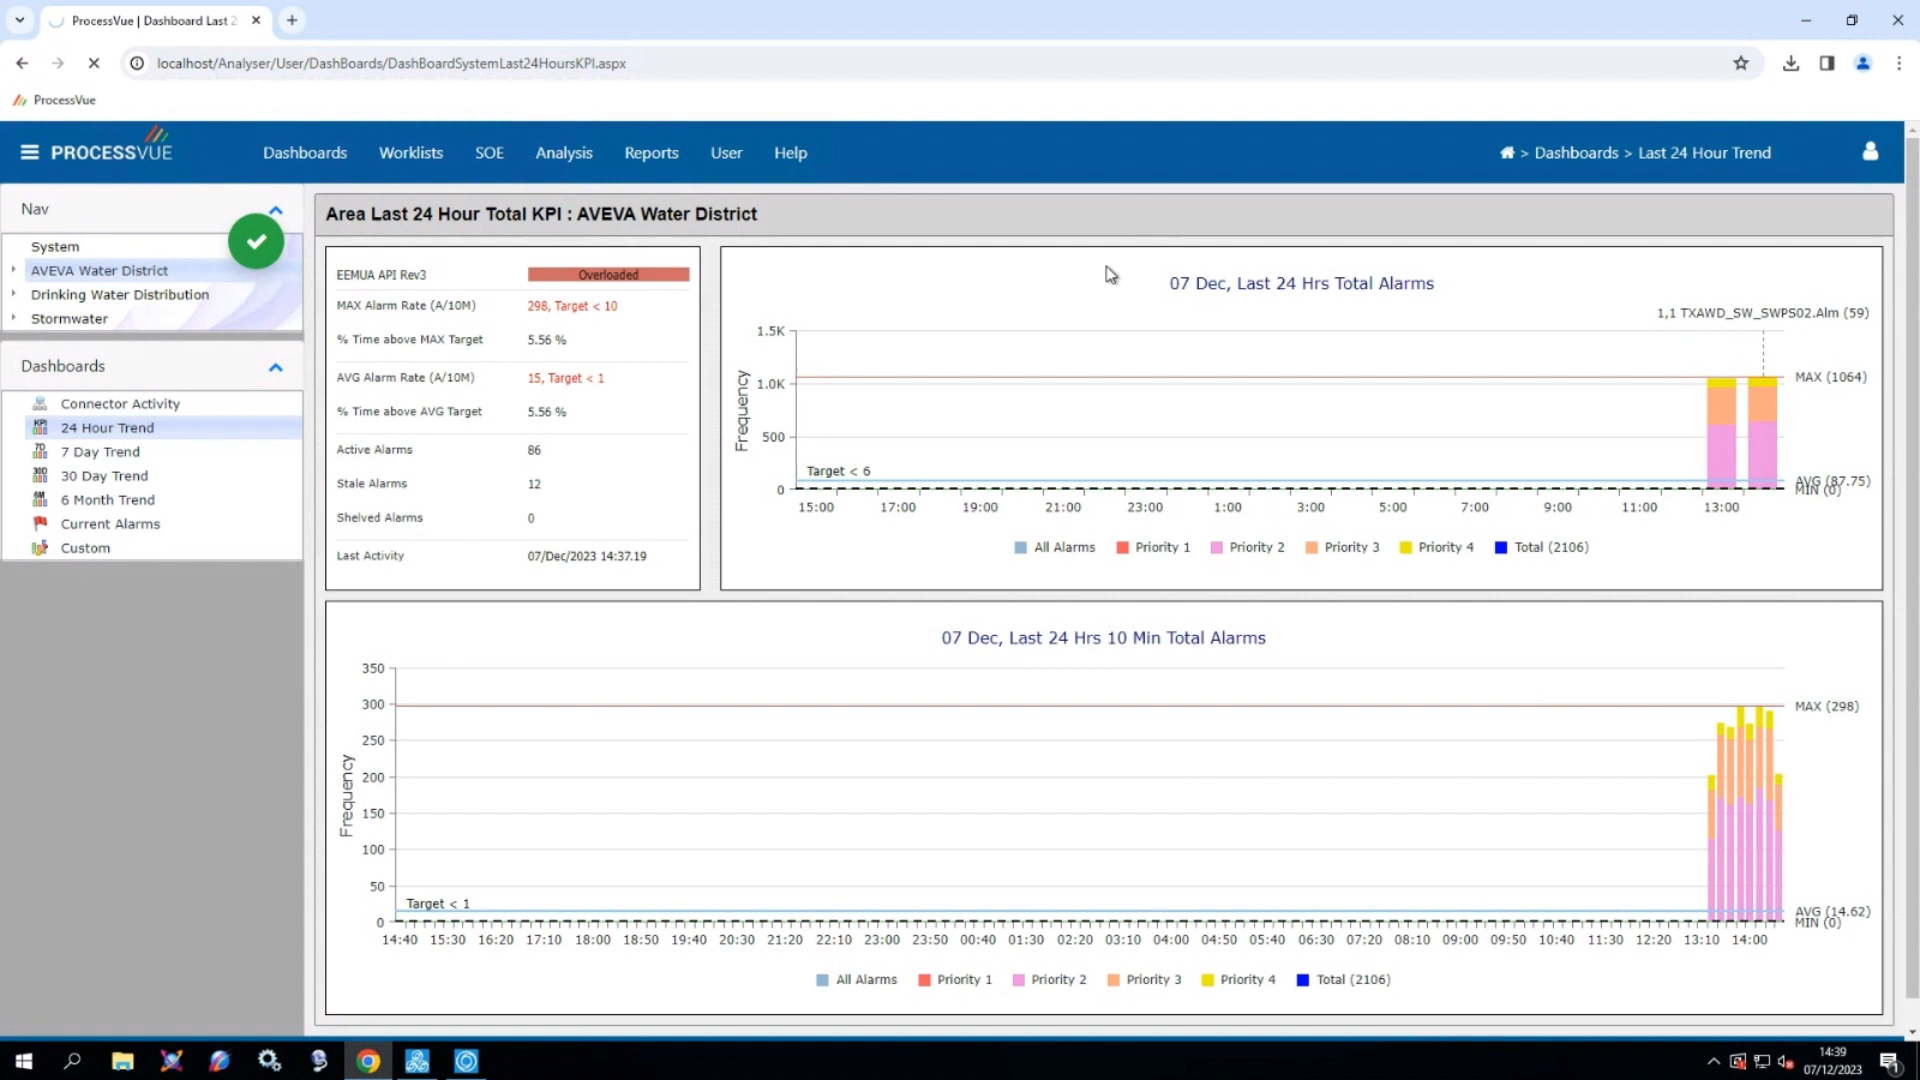 ProcessVue | Dashboard Last 2
localhost/Analyser/User/DashBoards/DashBoardSystemLast24HoursKPI.aspx
ProcessVue
PROCESSVUE
Dashboards Worklists SOE Analysis Reports User Help
> Dashboards > Last 24 Hour Trend
Nav
System
AVEVA Water District
Drinking Water Distribution
Stormwater
Dashboards
Connector Activity
KPI 24 Hour Trend
7D 7 Day Trend
30D 30 Day Trend
6M 6 Month Trend
Current Alarms
Custom
Area Last 24 Hour Total KPI : AVEVA Water District
EEMUA API Rev3 Overloaded
MAX Alarm Rate (A/10M) 298, Target < 10
% Time above MAX Target 5.56 %
AVG Alarm Rate (A/10M) 15, Target < 1
% Time above AVG Target 5.56 %
Active Alarms 86
Stale Alarms 12
Shelved Alarms 0
Last Activity 07/Dec/2023 14:37.19
07 Dec, Last 24 Hrs Total Alarms
1,1 TXAWD_SW_SWPS02.Alm (59)
Frequency
1.5K
1.0K
500
0
MAX (1064)
Target < 6
AVG (87.75)
MIN (0)
15:00 17:00 19:00 21:00 23:00 1:00 3:00 5:00 7:00 9:00 11:00 13:00
All Alarms Priority 1 Priority 2 Priority 3 Priority 4 Total (2106)
07 Dec, Last 24 Hrs 10 Min Total Alarms
Frequency
350
300
250
200
150
100
50
0
MAX (298)
Target < 1
AVG (14.62)
MIN (0)
14:40 15:30 16:20 17:10 18:00 18:50 19:40 20:30 21:20 22:10 23:00 23:50 00:40 01:30 02:20 03:10 04:00 04:50 05:40 06:30 07:20 08:10 09:00 09:50 10:40 11:30 12:20 13:10 14:00
All Alarms Priority 1 Priority 2 Priority 3 Priority 4 Total (2106)
14:39
07/12/2023
1